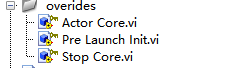 overides
Actor Core.vi
Pre Launch Init.vi
Stop Core.vi